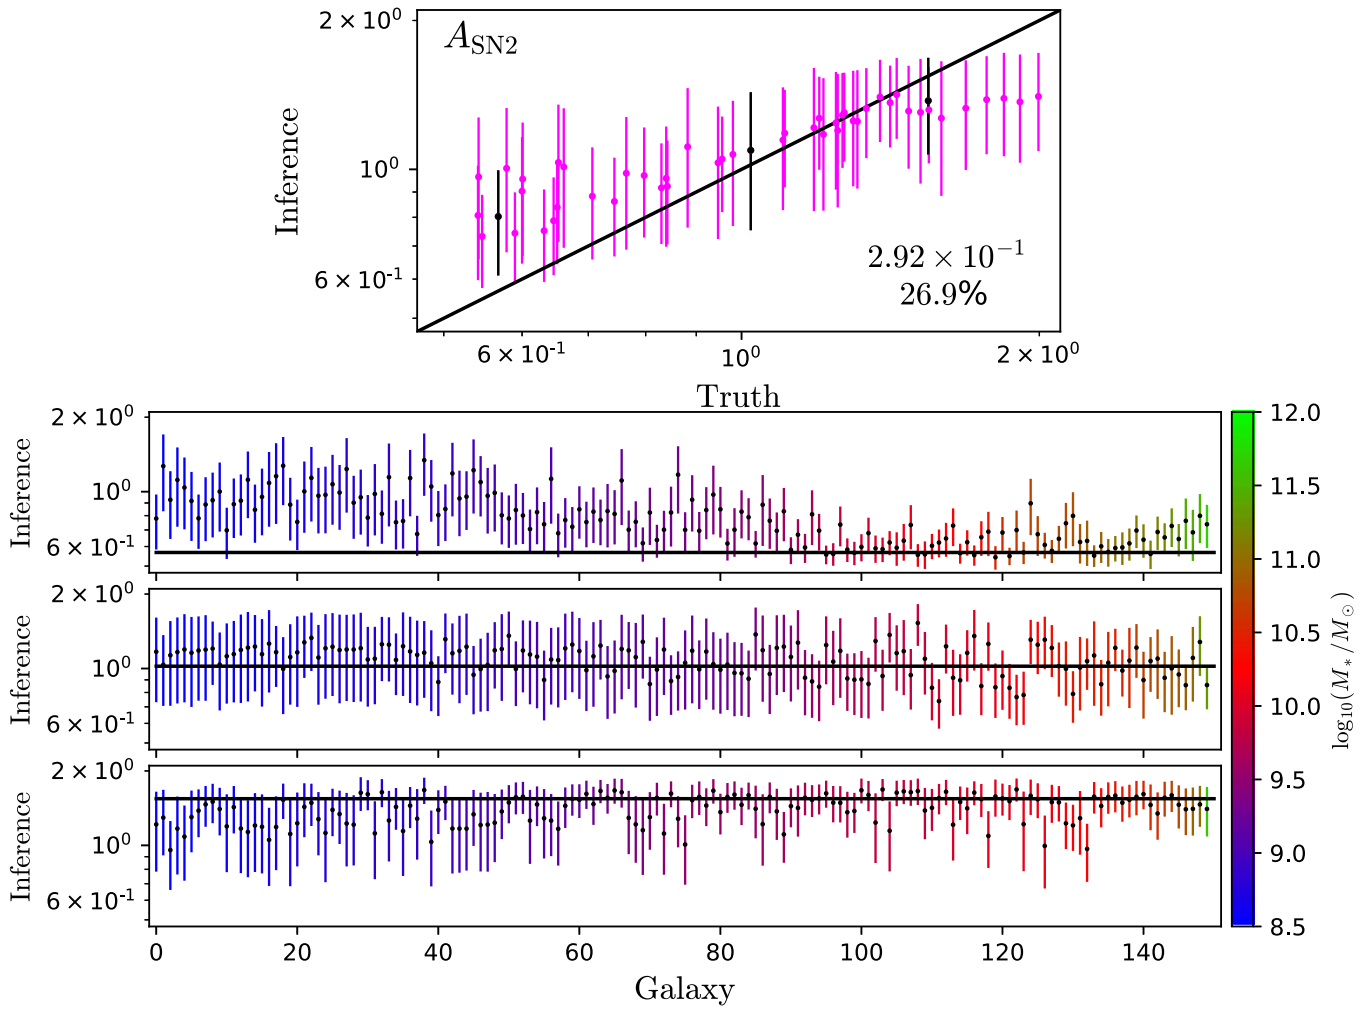 2 × 10⁰
A_SN2
10⁰
6 × 10⁻¹
Inference
2.92 × 10⁻¹
26.9%
6 × 10⁻¹ 10⁰ 2 × 10⁰
Truth
2 × 10⁰
10⁰
6 × 10⁻¹
Inference
2 × 10⁰
10⁰
6 × 10⁻¹
Inference
2 × 10⁰
10⁰
6 × 10⁻¹
Inference
0 20 40 60 80 100 120 140
Galaxy
12.0
11.5
11.0
10.5
10.0
9.5
9.0
8.5
log₁₀(M_*/M_⊙)